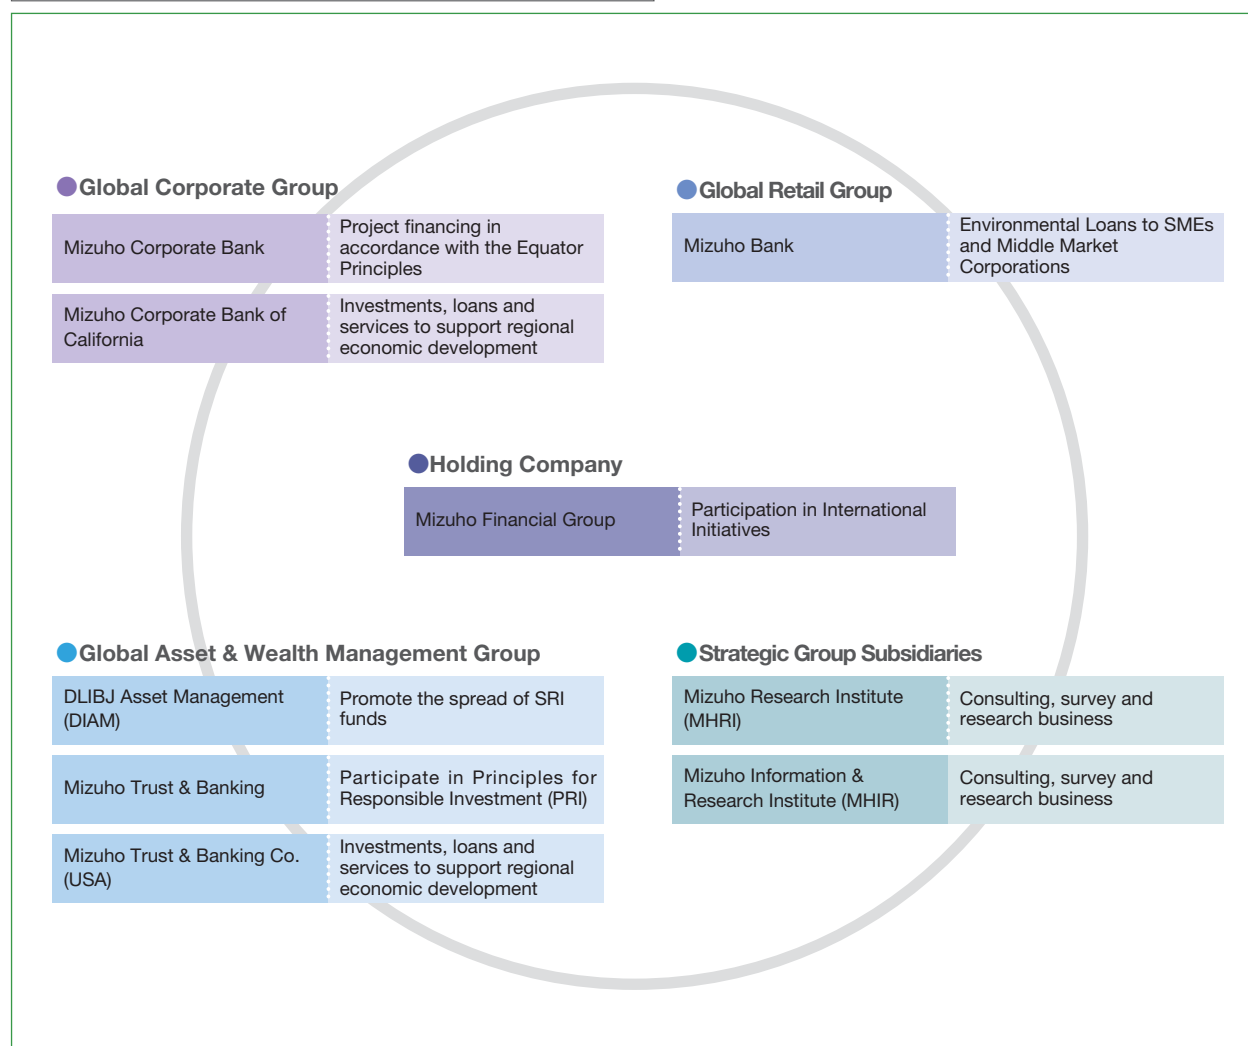 Global Corporate Group
Mizuho Corporate Bank
Project financing in
accordance with the Equator
Principles
Mizuho Corporate Bank of
California
Investments, loans and
services to support regional
economic development
Global Retail Group
Mizuho Bank
Environmental Loans to SMEs
and Middle Market
Corporations
Holding Company
Mizuho Financial Group
Participation in International
Initiatives
Global Asset & Wealth Management Group
DLIBJ Asset Management
(DIAM)
Promote the spread of SRI
funds
Mizuho Trust & Banking
Participate in Principles for
Responsible Investment (PRI)
Mizuho Trust & Banking Co.
(USA)
Investments, loans and
services to support regional
economic development
Strategic Group Subsidiaries
Mizuho Research Institute
(MHRI)
Consulting, survey and
research business
Mizuho Information &
Research Institute (MHIR)
Consulting, survey and
research business